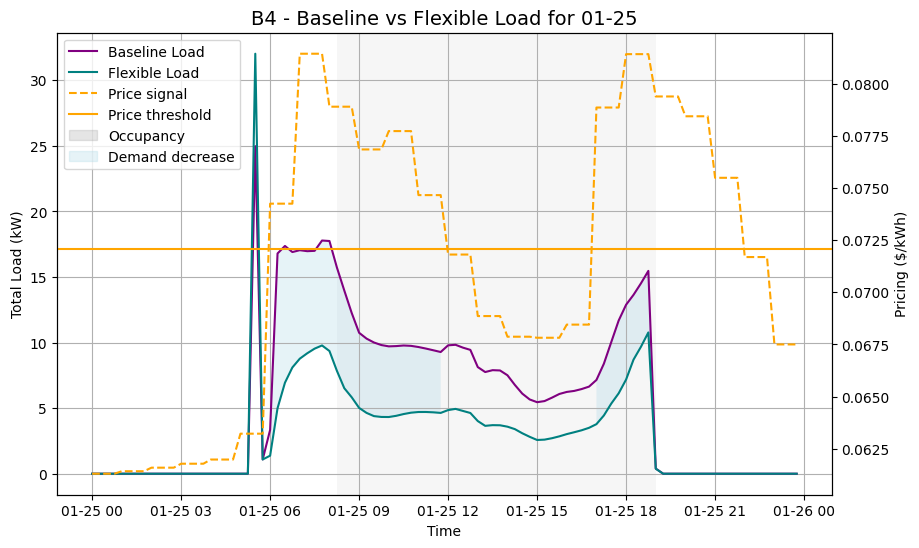 B4 - Baseline vs Flexible Load for 01-25
Baseline Load
Flexible Load
Price signal
Price threshold
Occupancy
Demand decrease
Total Load (kW)
30
25
20
15
10
5
0
0.0800
0.0775
0.0750
0.0725
0.0700
0.0675
0.0650
0.0625
Pricing ($/kWh)
01-25 00 01-25 03 01-25 06 01-25 09 01-25 12 01-25 15 01-25 18 01-25 21 01-26 00
Time